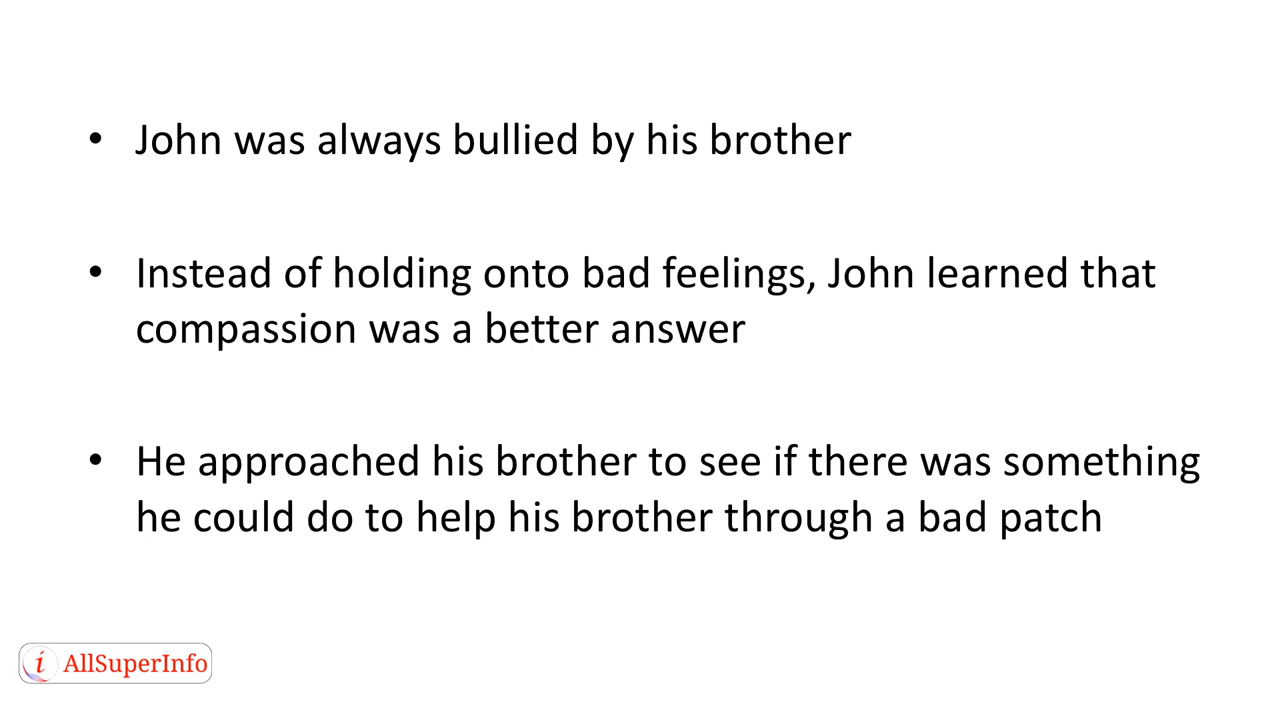 • John was always bullied by his brother
• Instead of holding onto bad feelings, John learned that
compassion was a better answer
• He approached his brother to see if there was something
he could do to help his brother through a bad patch
i AllSuperInfo